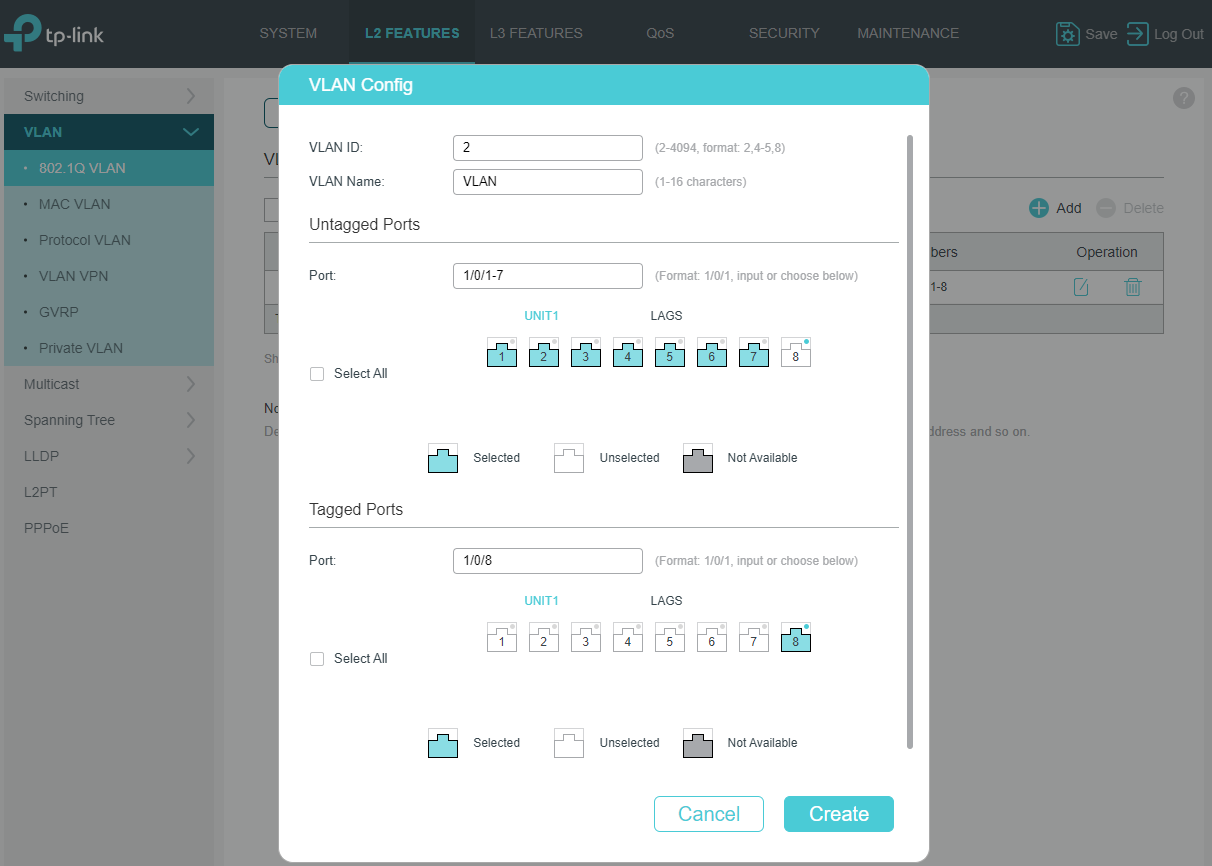 tp-link
SYSTEM
L2 FEATURES
L3 FEATURES
QoS
SECURITY
MAINTENANCE
Save
Log Out
Switching
VLAN
802.1Q VLAN
MAC VLAN
Protocol VLAN
VLAN VPN
GVRP
Private VLAN
Multicast
Spanning Tree
LLDP
L2PT
PPPoE
?
Add
Delete
bers
Operation
1-8
Sh
No
De
ddress and so on.
VLAN Config
VLAN ID:
2
(2-4094, format: 2,4-5,8)
VLAN Name:
VLAN
(1-16 characters)
Untagged Ports
Port:
1/0/1-7
(Format: 1/0/1, input or choose below)
UNIT1
LAGS
1 2 3 4 5 6 7 8
Select All
Selected
Unselected
Not Available
Tagged Ports
Port:
1/0/8
(Format: 1/0/1, input or choose below)
UNIT1
LAGS
1 2 3 4 5 6 7 8
Select All
Selected
Unselected
Not Available
Cancel
Create